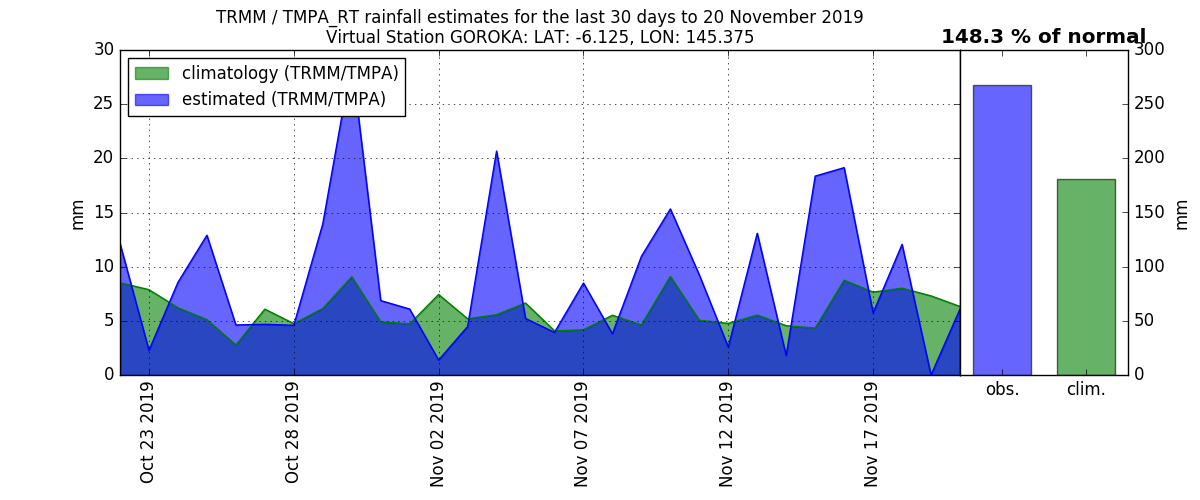 TRMM / TMPA_RT rainfall estimates for the last 30 days to 20 November 2019
Virtual Station GOROKA: LAT: -6.125, LON: 145.375
148.3 % of normal
climatology (TRMM/TMPA)
estimated (TRMM/TMPA)
30
25
20
15
10
5
0
mm
Oct 23 2019
Oct 28 2019
Nov 02 2019
Nov 07 2019
Nov 12 2019
Nov 17 2019
300
250
200
150
100
50
0
mm
obs.
clim.